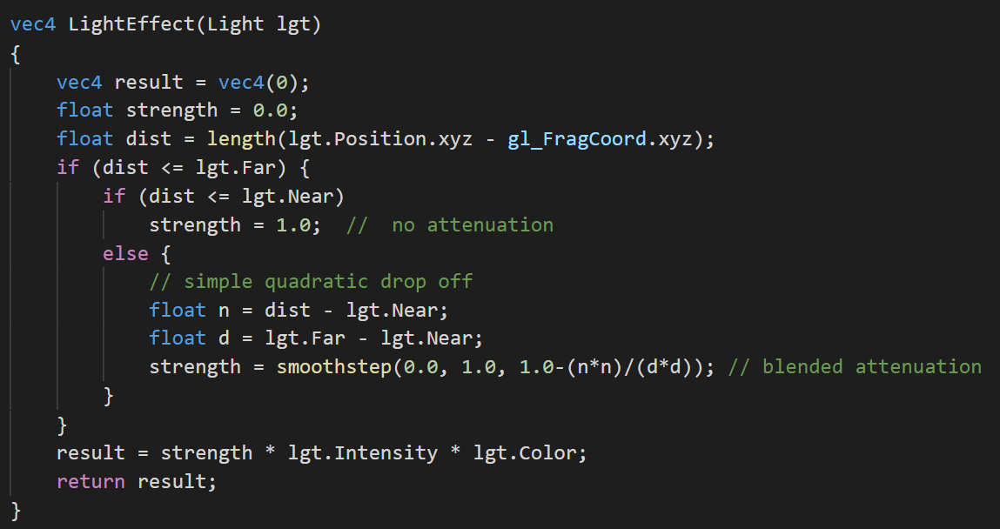 vec4 LightEffect(Light lgt)
{
    vec4 result = vec4(0);
    float strength = 0.0;
    float dist = length(lgt.Position.xyz - gl_FragCoord.xyz);
    if (dist <= lgt.Far) {
        if (dist <= lgt.Near)
            strength = 1.0;  //  no attenuation
        else {
            // simple quadratic drop off
            float n = dist - lgt.Near;
            float d = lgt.Far - lgt.Near;
            strength = smoothstep(0.0, 1.0, 1.0-(n*n)/(d*d)); // blended attenuation
        }
    }
    result = strength * lgt.Intensity * lgt.Color;
    return result;
}